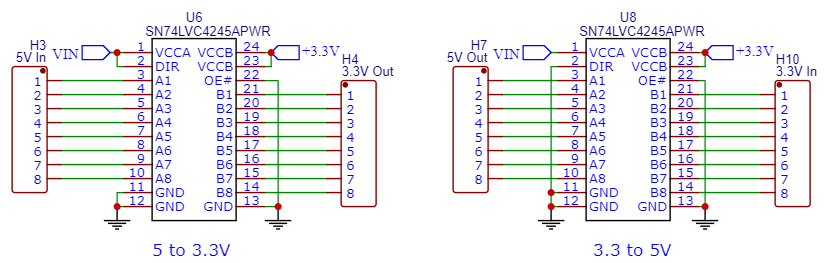 U6
SN74LVC4245APWR
H3
5V In
VIN
1 VCCA VCCB 24
+3.3V
2 DIR VCCB 23
H4
3.3V Out
1 3 A1 OE# 22
2 4 A2 B1 21 1
3 5 A3 B2 20 2
4 6 A4 B3 19 3
5 7 A5 B4 18 4
6 8 A6 B5 17 5
7 9 A7 B6 16 6
8 10 A8 B7 15 7
11 GND B8 14 8
12 GND GND 13
5 to 3.3V
U8
SN74LVC4245APWR
H7
5V Out
VIN
1 VCCA VCCB 24
+3.3V
2 DIR VCCB 23
H10
3.3V In
1 3 A1 OE# 22
2 4 A2 B1 21 1
3 5 A3 B2 20 2
4 6 A4 B3 19 3
5 7 A5 B4 18 4
6 8 A6 B5 17 5
7 9 A7 B6 16 6
8 10 A8 B7 15 7
11 GND B8 14 8
12 GND GND 13
3.3 to 5V